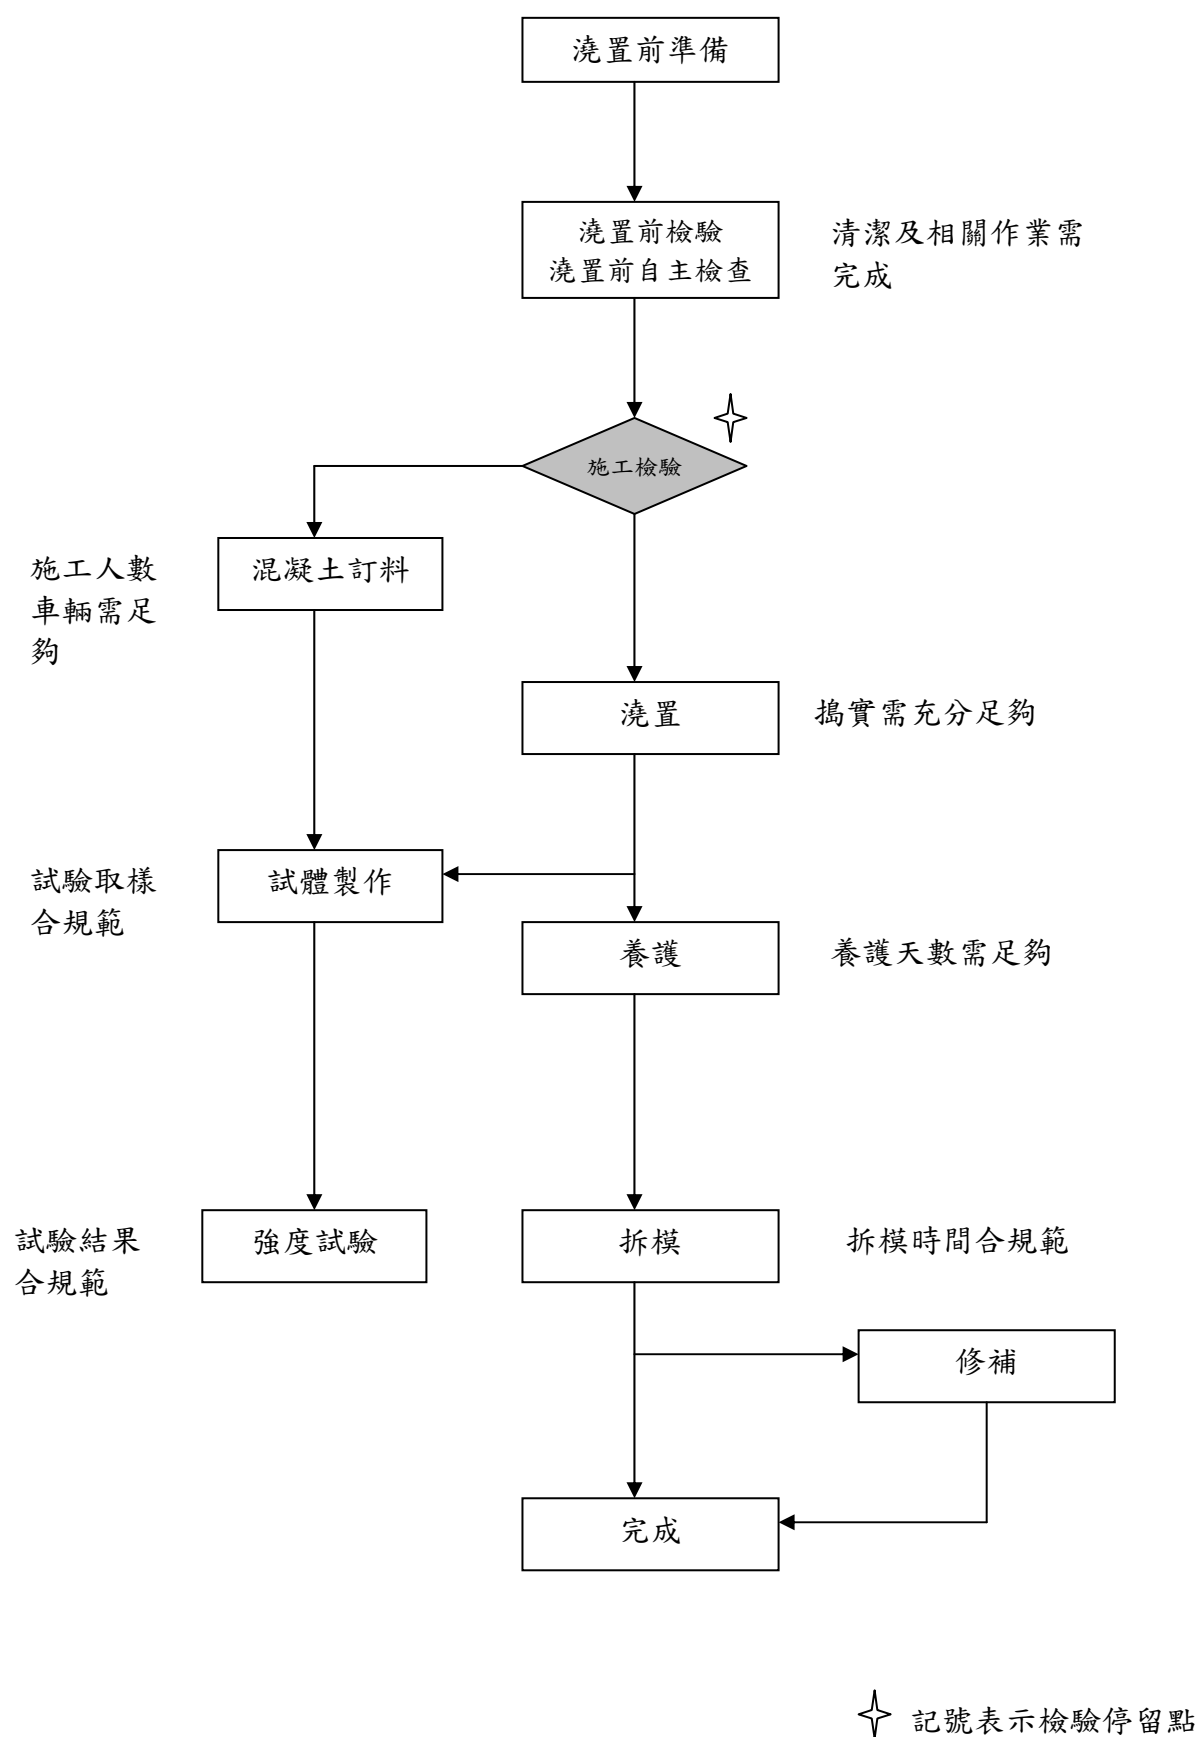 澆置前準備
澆置前檢驗
澆置前自主檢查
清潔及相關作業需
完成
施工檢驗
施工人數
車輛需足
夠
混凝土訂料
澆置
搗實需充分足夠
試驗取樣
合規範
試體製作
養護
養護天數需足夠
試驗結果
合規範
強度試驗
拆模
拆模時間合規範
修補
完成
記號表示檢驗停留點